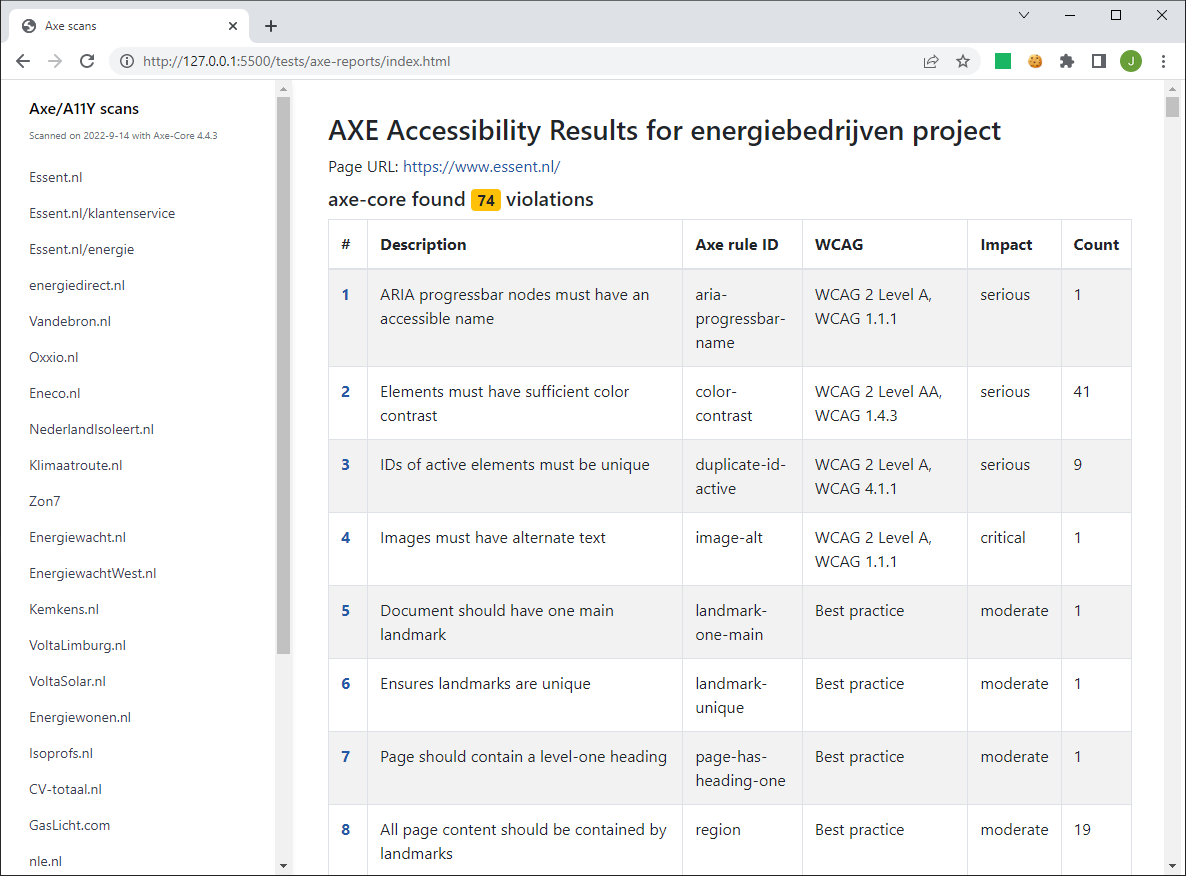 Axe scans
http://127.0.0.1:5500/tests/axe-reports/index.html
J
Axe/A11Y scans
Scanned on 2022-9-14 with Axe-Core 4.4.3
Essent.nl
Essent.nl/klantenservice
Essent.nl/energie
energiedirect.nl
Vandebron.nl
Oxxio.nl
Eneco.nl
NederlandIsoleert.nl
Klimaatroute.nl
Zon7
Energiewacht.nl
EnergiewachtWest.nl
Kemkens.nl
VoltaLimburg.nl
VoltaSolar.nl
Energiewonen.nl
Isoprofs.nl
CV-totaal.nl
GasLicht.com
nle.nl
AXE Accessibility Results for energiebedrijven project
Page URL: https://www.essent.nl/
axe-core found 74 violations
# Description Axe rule ID WCAG Impact Count
1 ARIA progressbar nodes must have an aria- WCAG 2 Level A, serious 1
accessible name progressbar- WCAG 1.1.1
name
2 Elements must have sufficient color color- WCAG 2 Level AA, serious 41
contrast contrast WCAG 1.4.3
3 IDs of active elements must be unique duplicate-id- WCAG 2 Level A, serious 9
active WCAG 4.1.1
4 Images must have alternate text image-alt WCAG 2 Level A, critical 1
WCAG 1.1.1
5 Document should have one main landmark- Best practice moderate 1
landmark one-main
6 Ensures landmarks are unique landmark- Best practice moderate 1
unique
7 Page should contain a level-one heading page-has- Best practice moderate 1
heading-one
8 All page content should be contained by region Best practice moderate 19
landmarks